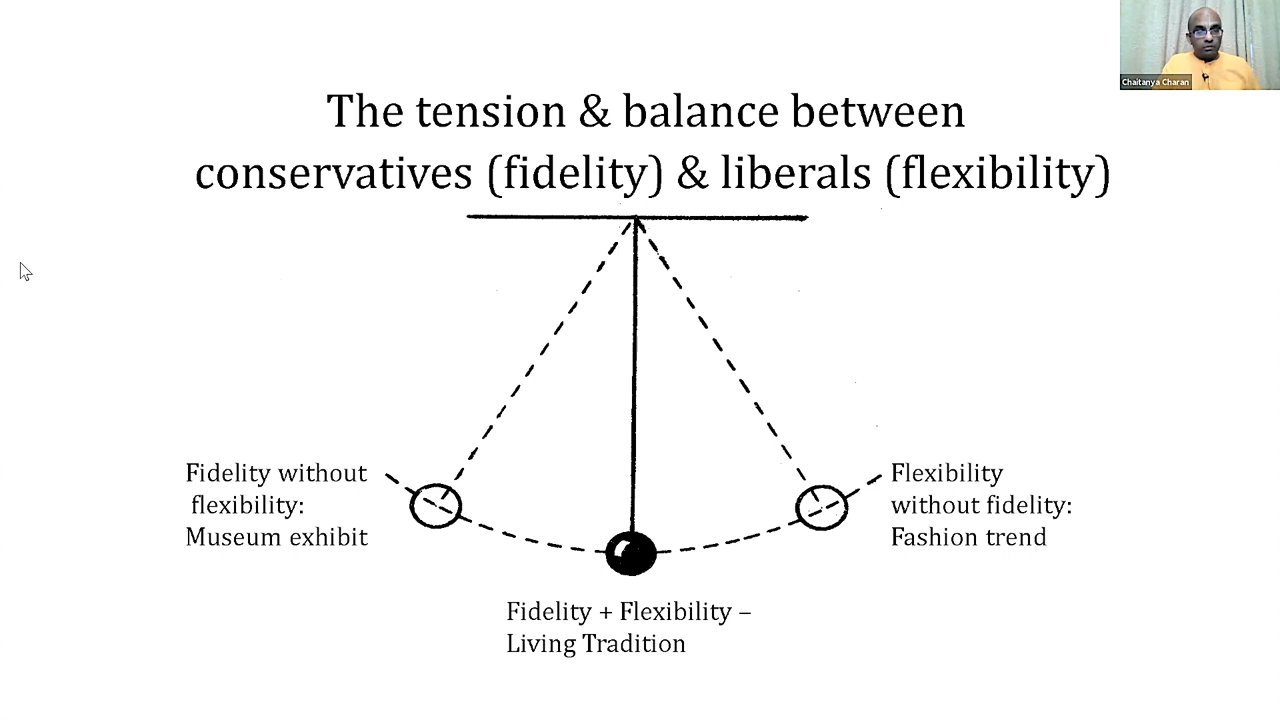 Chaitanya Charan
The tension & balance between
conservatives (fidelity) & liberals (flexibility)
Fidelity without
flexibility:
Museum exhibit
Flexibility
without fidelity:
Fashion trend
Fidelity + Flexibility –
Living Tradition